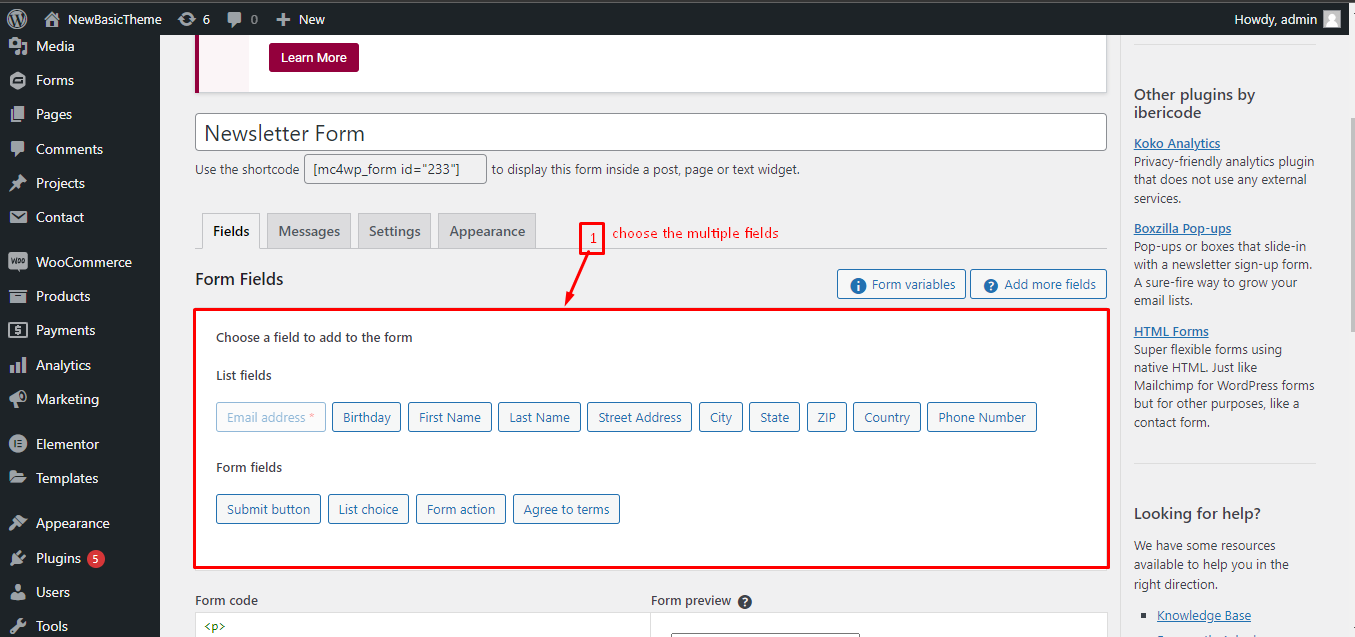 NewBasicTheme 6 0 New Howdy, admin
Media
Forms
Pages
Comments
Projects
Contact
WooCommerce
Products
Payments
Analytics
Marketing
Elementor
Templates
Appearance
Plugins 5
Users
Tools
Learn More
Newsletter Form
Use the shortcode [mc4wp_form id="233"] to display this form inside a post, page or text widget.
Fields Messages Settings Appearance
1 choose the multiple fields
Form Fields
Form variables Add more fields
Choose a field to add to the form
List fields
Email address * Birthday First Name Last Name Street Address City State ZIP Country Phone Number
Form fields
Submit button List choice Form action Agree to terms
Form code Form preview
<p>
Other plugins by
ibericode
Koko Analytics
Privacy-friendly analytics plugin
that does not use any external
services.
Boxzilla Pop-ups
Pop-ups or boxes that slide-in
with a newsletter sign-up form.
A sure-fire way to grow your
email lists.
HTML Forms
Super flexible forms using
native HTML. Just like
Mailchimp for WordPress forms
but for other purposes, like a
contact form.
Looking for help?
We have some resources
available to help you in the
right direction.
Knowledge Base